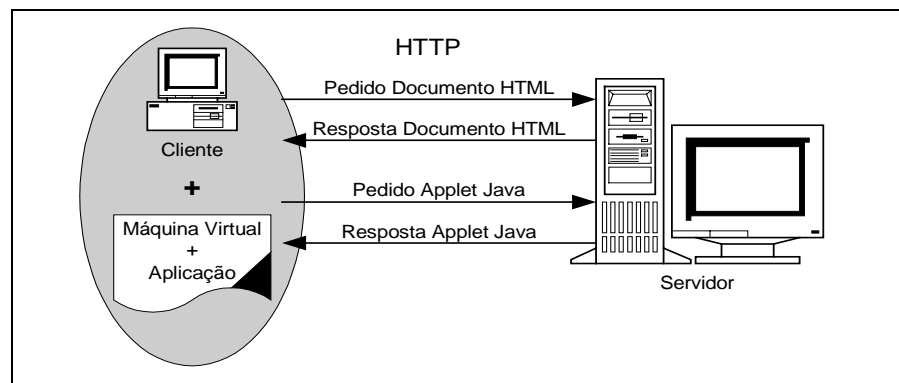 HTTP
Pedido Documento HTML
Resposta Documento HTML
Cliente
+
Pedido Applet Java
Máquina Virtual
+
Aplicação
Resposta Applet Java
Servidor